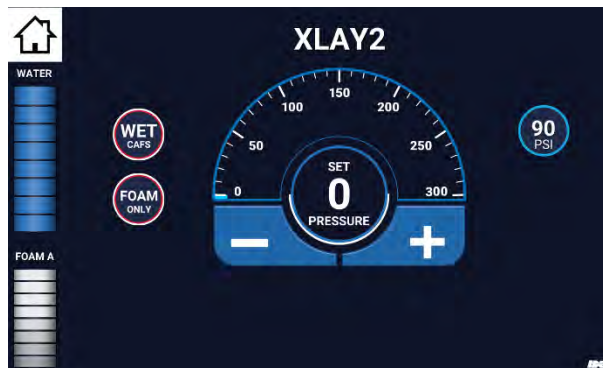 XLAY2
WATER
150
100
200
WET
CAFS
90
PSI
50
250
SET
FOAM
ONLY
0
0
300
PRESSURE
FOAM A